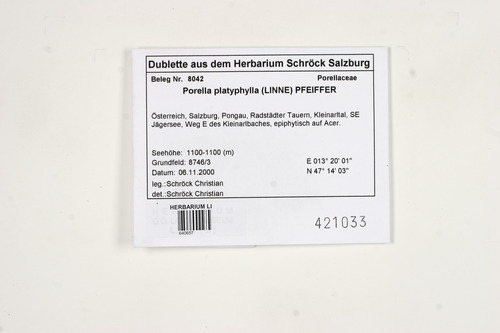 Dublette aus dem Herbarium Schröck Salzburg
Beleg Nr. 8042 Porellaceae
Porella platyphylla (LINNE) PFEIFFER
Österreich, Salzburg, Pongau, Radstädter Tauern, Kleinarltal, SE
Jägersee, Weg E des Kleinarlbaches, epiphytisch auf Acer.
Seehöhe: 1100-1100 (m)
Grundfeld: 8746/3 E 013° 20' 01"
Datum: 06.11.2000 N 47° 14' 03"
leg.:Schröck Christian
det.:Schröck Christian
HERBARIUM LI
640657
421033